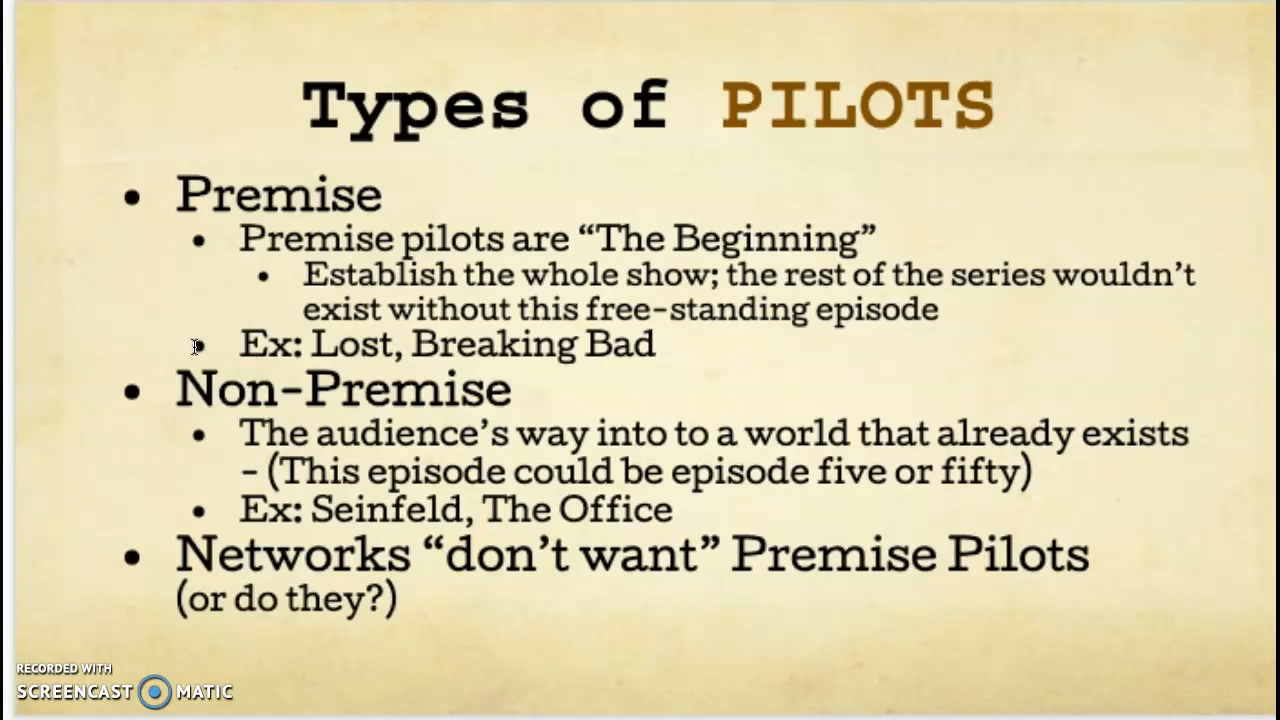 Types of PILOTS
• Premise
• Premise pilots are “The Beginning”
• Establish the whole show; the rest of the series wouldn’t
exist without this free-standing episode
• Ex: Lost, Breaking Bad
• Non-Premise
• The audience’s way into to a world that already exists
- (This episode could be episode five or fifty)
• Ex: Seinfeld, The Office
• Networks “don’t want” Premise Pilots
(or do they?)
RECORDED WITH
SCREENCAST MATIC